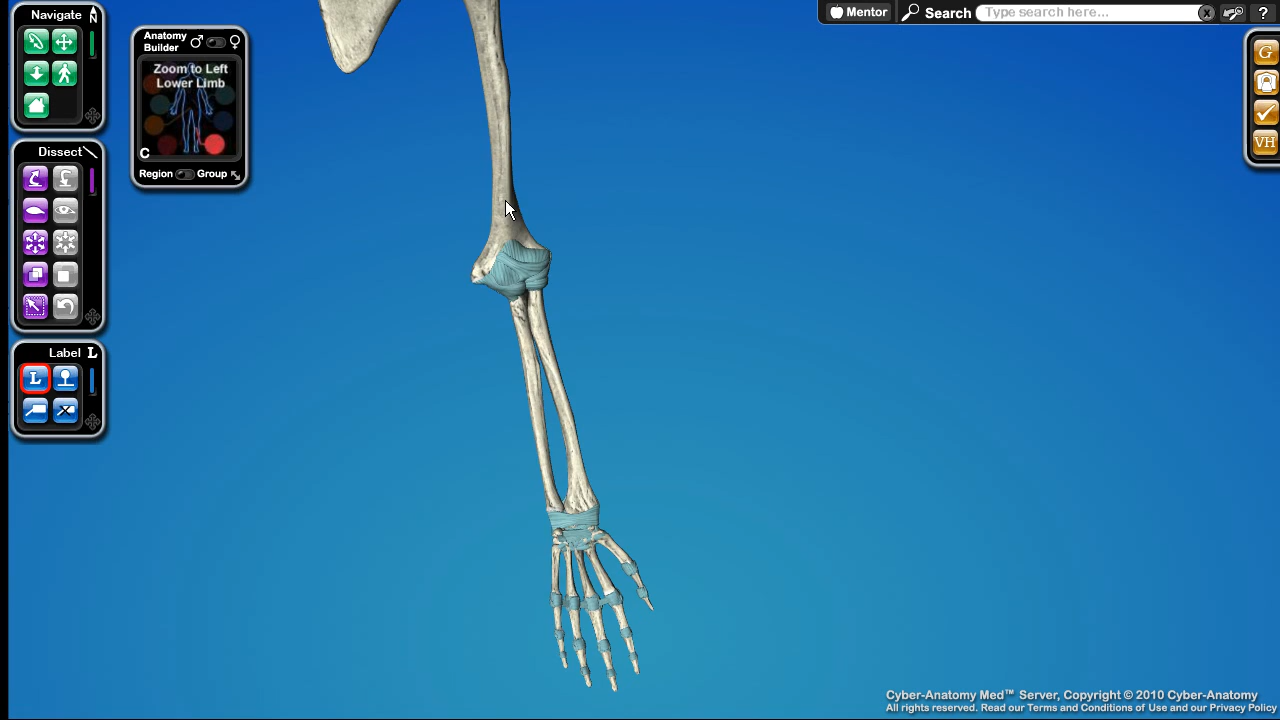 Navigate N
Anatomy
Builder
Zoom to Left
Lower Limb
C
Region Group
Dissect
Label L
L
Mentor
Search
Type search here...
X
?
G
VH
Cyber-Anatomy Med™ Server, Copyright © 2010 Cyber-Anatomy
All rights reserved. Read our Terms and Conditions of Use and our Privacy Policy